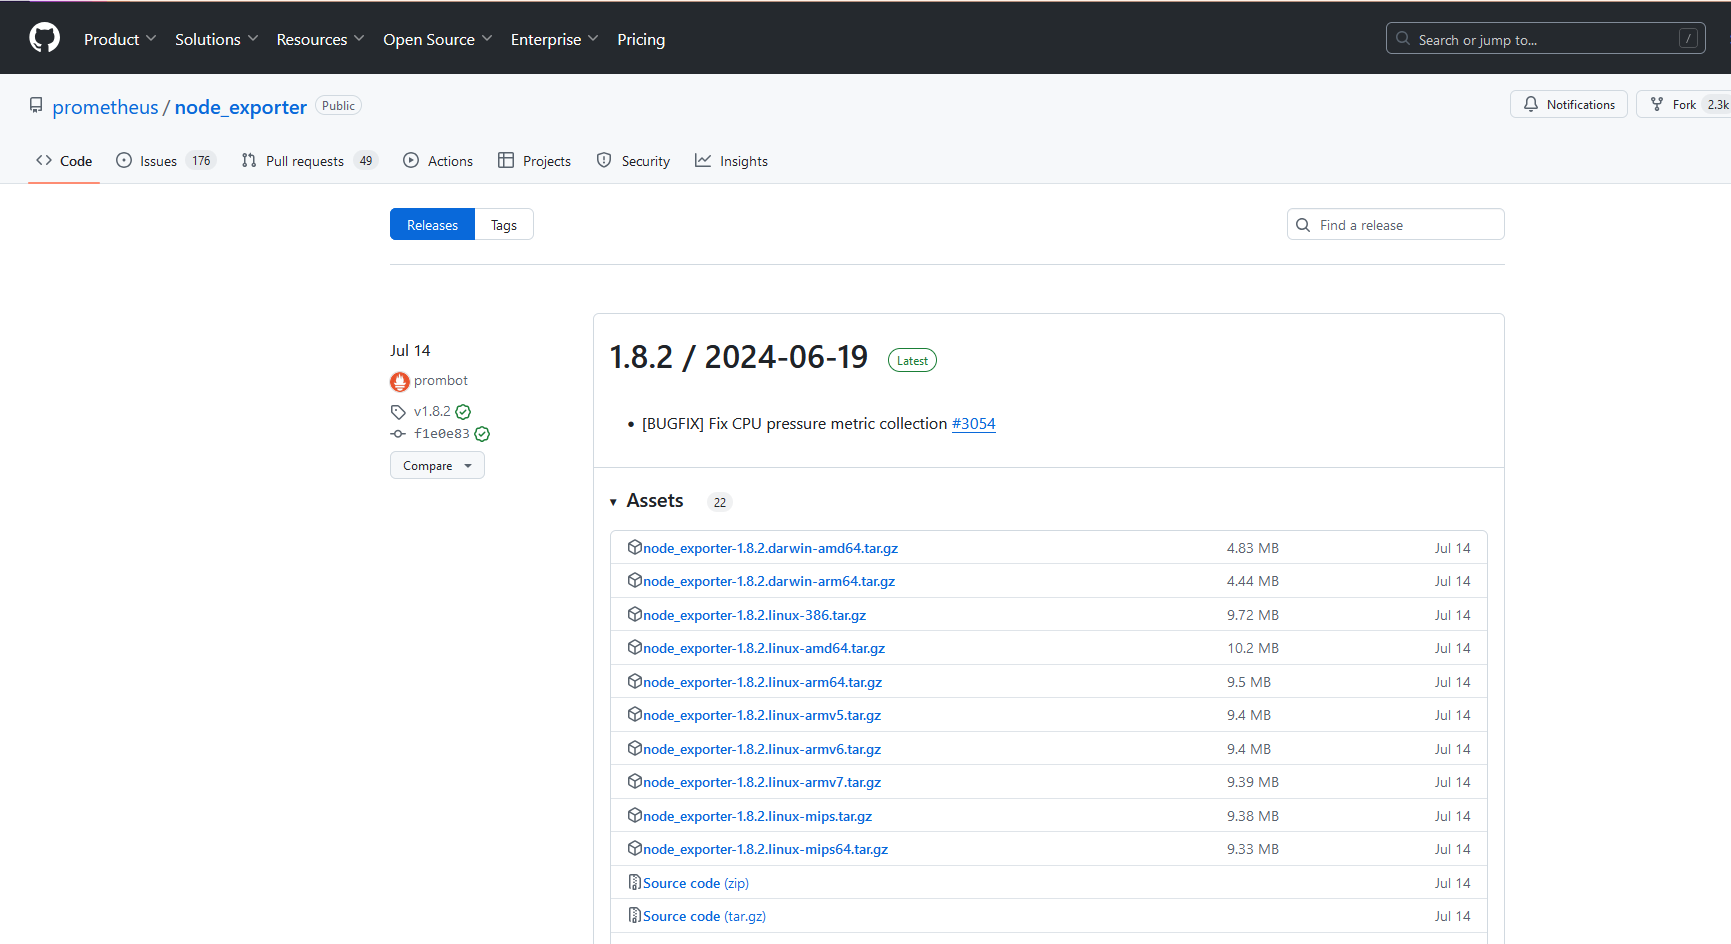 Product Solutions Resources Open Source Enterprise Pricing Search or jump to... /
prometheus / node_exporter Public Notifications Fork 2.3k
Code Issues 176 Pull requests 49 Actions Projects Security Insights
Releases Tags Find a release
Jul 14
prombot
v1.8.2
f1e0e83
Compare
1.8.2 / 2024-06-19 Latest
• [BUGFIX] Fix CPU pressure metric collection #3054
Assets 22
node_exporter-1.8.2.darwin-amd64.tar.gz 4.83 MB Jul 14
node_exporter-1.8.2.darwin-arm64.tar.gz 4.44 MB Jul 14
node_exporter-1.8.2.linux-386.tar.gz 9.72 MB Jul 14
node_exporter-1.8.2.linux-amd64.tar.gz 10.2 MB Jul 14
node_exporter-1.8.2.linux-arm64.tar.gz 9.5 MB Jul 14
node_exporter-1.8.2.linux-armv5.tar.gz 9.4 MB Jul 14
node_exporter-1.8.2.linux-armv6.tar.gz 9.4 MB Jul 14
node_exporter-1.8.2.linux-armv7.tar.gz 9.39 MB Jul 14
node_exporter-1.8.2.linux-mips.tar.gz 9.38 MB Jul 14
node_exporter-1.8.2.linux-mips64.tar.gz 9.33 MB Jul 14
Source code (zip) Jul 14
Source code (tar.gz) Jul 14